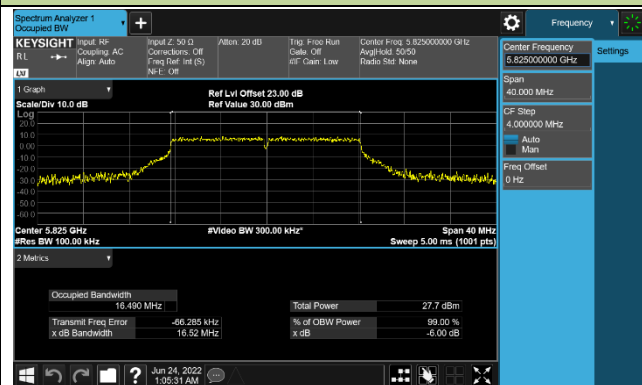 Spectrum Analyzer 1
Occupied BW
+
Frequency
KEYSIGHT
RL
LXI
Input: RF
Coupling: AC
Align: Auto
Input Z: 50 Ω
Corrections: Off
Freq Ref: Int (S)
NFE: Off
Atten: 20 dB
Trig: Free Run
Gate: Off
#IF Gain: Low
Center Freq: 5.825000000 GHz
Avg|Hold: 50/50
Radio Std: None
Center Frequency
5.825000000 GHz
Settings
Span
40.000 MHz
CF Step
4.000000 MHz
Auto
Man
Freq Offset
0 Hz
1 Graph
Scale/Div 10.0 dB
Ref Lvl Offset 23.00 dB
Ref Value 30.00 dBm
Log
20.0
10.0
0.00
-10.0
-20.0
-30.0
-40.0
-50.0
-60.0
Center 5.825 GHz
#Res BW 100.00 kHz
#Video BW 300.00 kHz*
Span 40 MHz
Sweep 5.00 ms (1001 pts)
2 Metrics
Occupied Bandwidth
16.490 MHz
Total Power 27.7 dBm
Transmit Freq Error -66.285 kHz
% of OBW Power 99.00 %
x dB Bandwidth 16.52 MHz
x dB -6.00 dB
?
Jun 24, 2022
1:05:31 AM